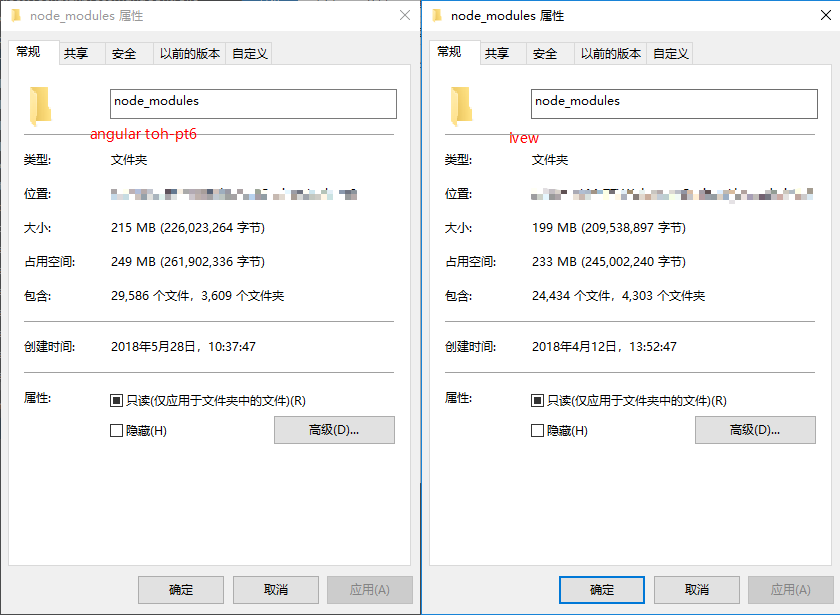 node_modules 属性
常规 共享 安全 以前的版本 自定义
node_modules
angular toh-pt6
类型: 文件夹
位置:
大小: 215 MB (226,023,264 字节)
占用空间: 249 MB (261,902,336 字节)
包含: 29,586 个文件，3,609 个文件夹
创建时间: 2018年5月28日，10:37:47
属性: 只读(仅应用于文件夹中的文件)(R)
隐藏(H) 高级(D)...
确定 取消 应用(A)
node_modules 属性
常规 共享 安全 以前的版本 自定义
node_modules
ivew
类型: 文件夹
位置:
大小: 199 MB (209,538,897 字节)
占用空间: 233 MB (245,002,240 字节)
包含: 24,434 个文件，4,303 个文件夹
创建时间: 2018年4月12日，13:52:47
属性: 只读(仅应用于文件夹中的文件)(R)
隐藏(H) 高级(D)...
确定 取消 应用(A)